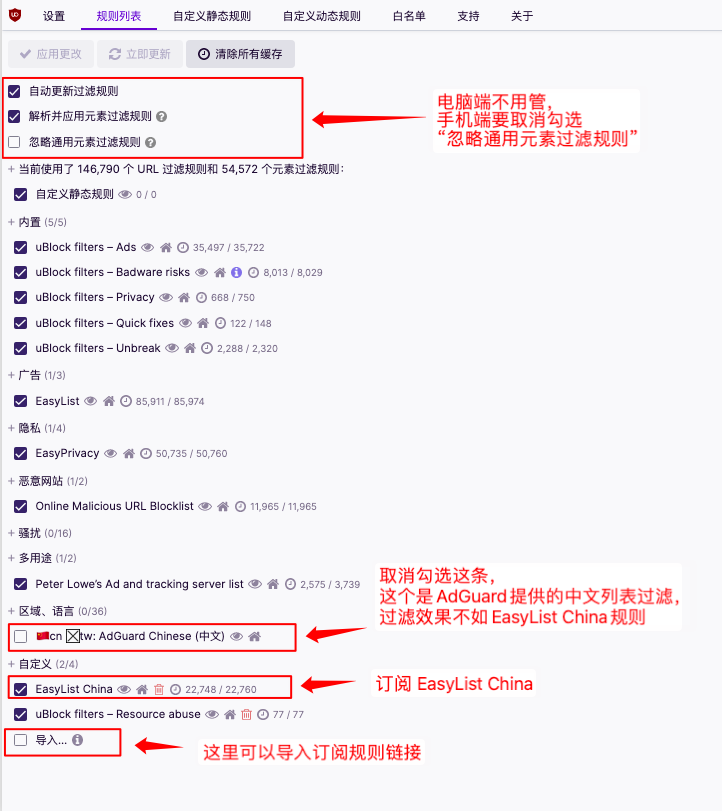 设置 规则列表 自定义静态规则 自定义动态规则 白名单 支持 关于
应用更改 立即更新 清除所有缓存
自动更新过滤规则
解析并应用元素过滤规则
忽略通用元素过滤规则
电脑端不用管,
手机端要取消勾选
“忽略通用元素过滤规则”
+ 当前使用了 146,790 个 URL 过滤规则和 54,572 个元素过滤规则:
自定义静态规则 0 / 0
+ 内置 (5/5)
uBlock filters – Ads 35,497 / 35,722
uBlock filters – Badware risks 8,013 / 8,029
uBlock filters – Privacy 668 / 750
uBlock filters – Quick fixes 122 / 148
uBlock filters – Unbreak 2,288 / 2,320
+ 广告 (1/3)
EasyList 85,911 / 85,974
+ 隐私 (1/4)
EasyPrivacy 50,735 / 50,760
+ 恶意网站 (1/2)
Online Malicious URL Blocklist 11,965 / 11,965
+ 骚扰 (0/16)
+ 多用途 (1/2)
Peter Lowe’s Ad and tracking server list 2,575 / 3,739
取消勾选这条,
这个是 AdGuard 提供的中文列表过滤,
过滤效果不如 EasyList China 规则
+ 区域、语言 (0/36)
cn tw: AdGuard Chinese (中文)
+ 自定义 (2/4)
EasyList China 22,748 / 22,760
订阅 EasyList China
uBlock filters – Resource abuse 77 / 77
导入...
这里可以导入订阅规则链接